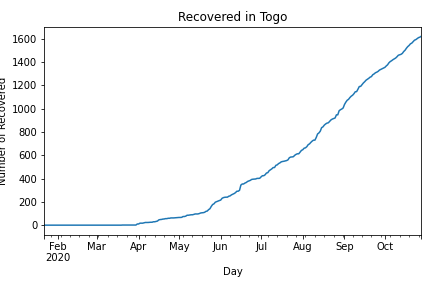 Recovered in Togo
Number of Recovered
1600
1400
1200
1000
800
600
400
200
0
Feb Mar Apr May Jun Jul Aug Sep Oct
2020
Day